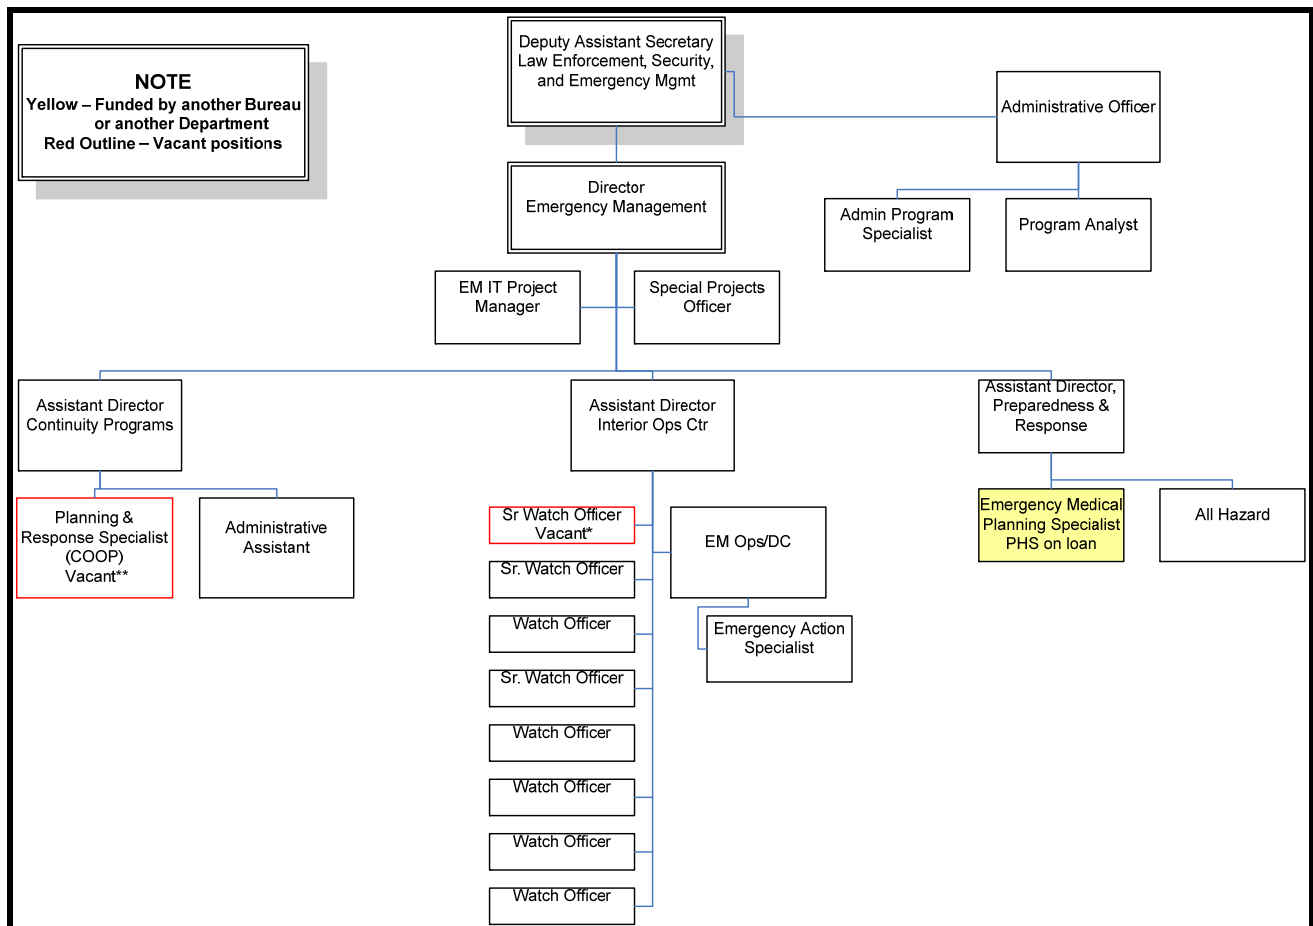 NOTE
Yellow – Funded by another Bureau
or another Department
Red Outline – Vacant positions
Deputy Assistant Secretary
Law Enforcement, Security,
and Emergency Mgmt
Administrative Officer
Director
Emergency Management
Admin Program
Specialist
Program Analyst
EM IT Project
Manager
Special Projects
Officer
Assistant Director
Continuity Programs
Assistant Director
Interior Ops Ctr
Assistant Director,
Preparedness &
Response
Planning &
Response Specialist
(COOP)
Vacant**
Administrative
Assistant
Sr Watch Officer
Vacant*
Sr. Watch Officer
Watch Officer
Sr. Watch Officer
Watch Officer
Watch Officer
Watch Officer
Watch Officer
EM Ops/DC
Emergency Action
Specialist
Emergency Medical
Planning Specialist
PHS on loan
All Hazard